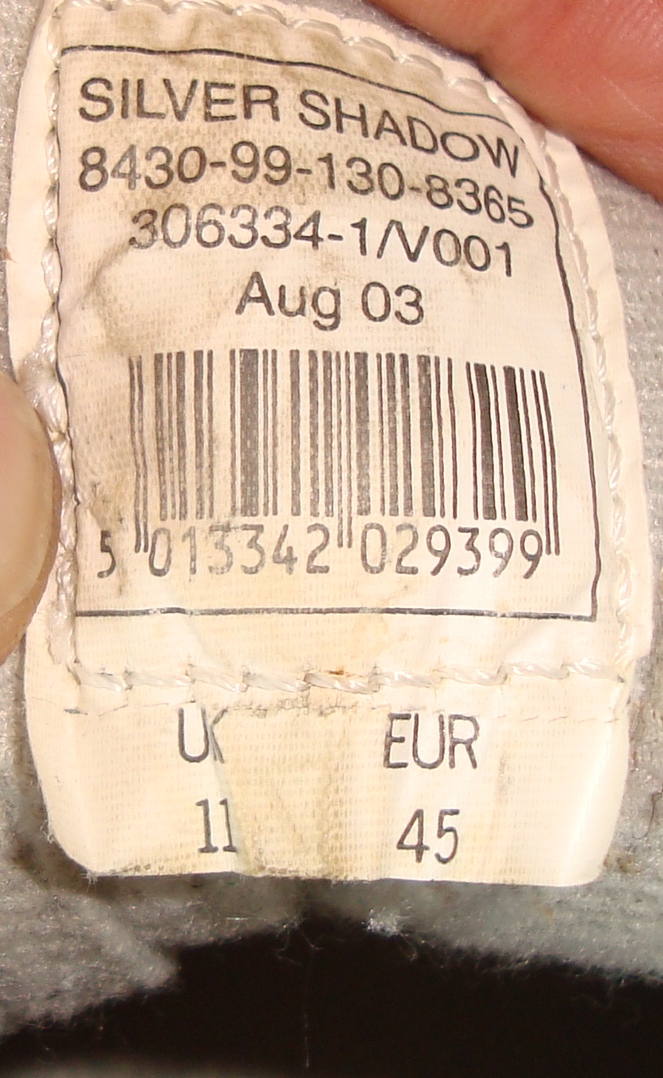 SILVER SHADOW
8430-99-130-8365
306334-1/V001
Aug 03
5 013342 029399
UK EUR
11 45